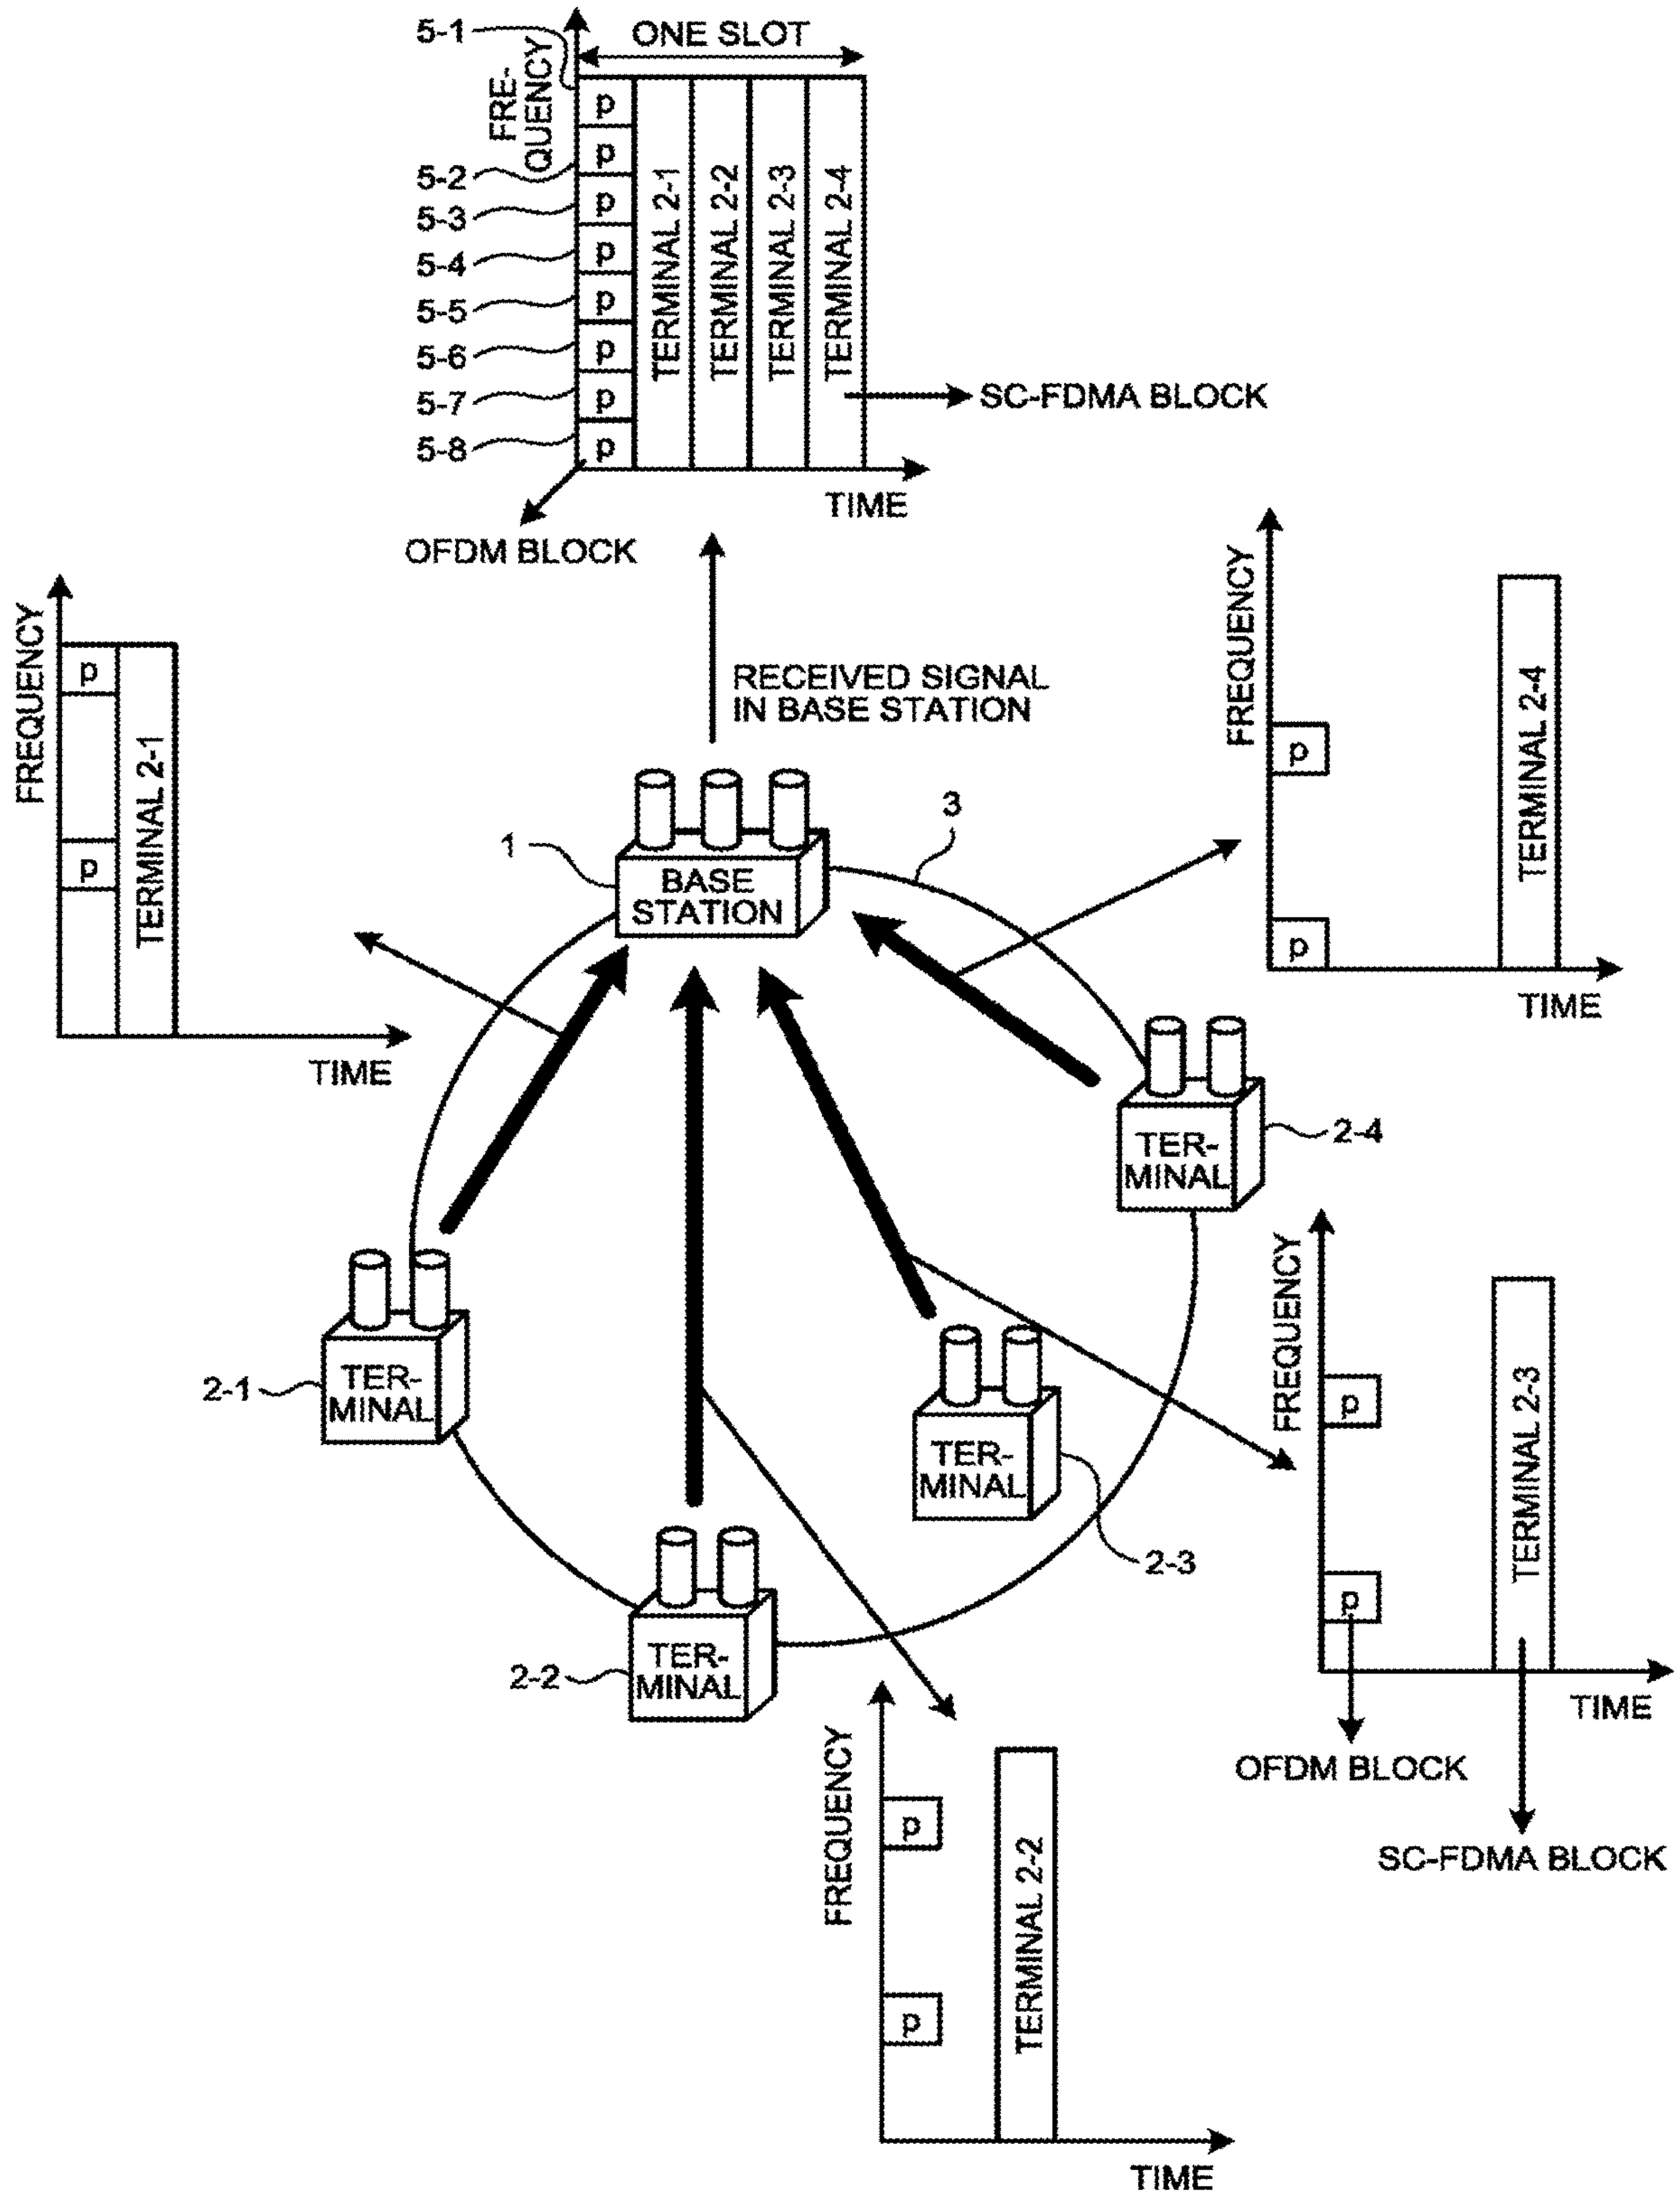 5-1
ONE SLOT
FRE-
QUENCY
p
p
p
p
p
p
p
p
5-2
5-3
5-4
5-5
5-6
5-7
5-8
TERMINAL 2-1
TERMINAL 2-2
TERMINAL 2-3
TERMINAL 2-4
SC-FDMA BLOCK
TIME
OFDM BLOCK
RECEIVED SIGNAL
IN BASE STATION
FREQUENCY
p
p
TERMINAL 2-1
TIME
FREQUENCY
p
p
TERMINAL 2-4
TIME
1
BASE
STATION
3
TER-
MINAL
2-4
2-1
TER-
MINAL
TER-
MINAL
2-3
2-2
TER-
MINAL
FREQUENCY
p
p
TERMINAL 2-3
TIME
OFDM BLOCK
SC-FDMA BLOCK
FREQUENCY
p
p
TERMINAL 2-2
TIME